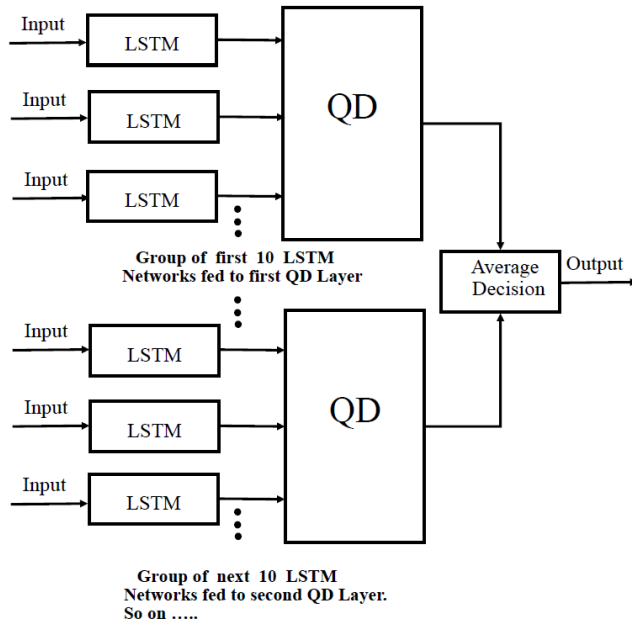 Input
LSTM
Input
LSTM
Input
LSTM
QD
Group of first 10 LSTM
Networks fed to first QD Layer
Average
Decision
Output
Input
LSTM
Input
LSTM
Input
LSTM
QD
Group of next 10 LSTM
Networks fed to second QD Layer.
So on .....